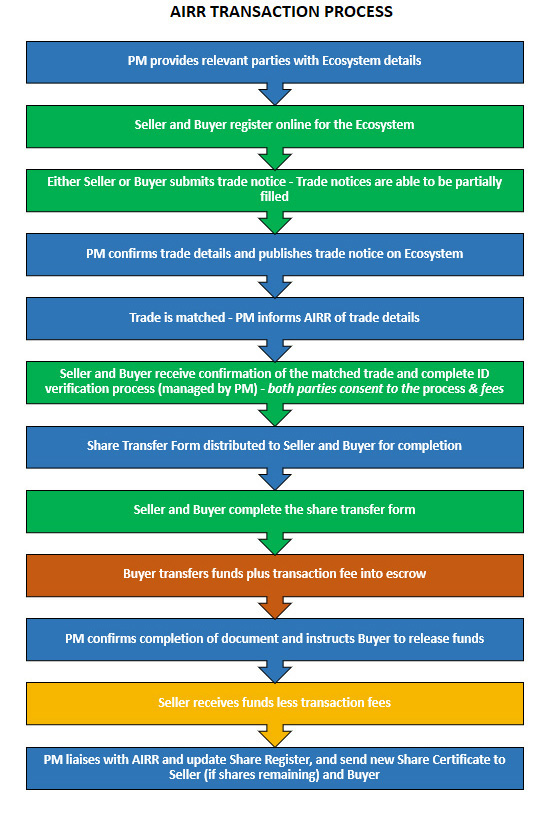 AIRR TRANSACTION PROCESS
PM provides relevant parties with Ecosystem details
Seller and Buyer register online for the Ecosystem
Either Seller or Buyer submits trade notice - Trade notices are able to be partially
filled
PM confirms trade details and publishes trade notice on Ecosystem
Trade is matched - PM informs AIRR of trade details
Seller and Buyer receive confirmation of the matched trade and complete ID
verification process (managed by PM) - both parties consent to the process & fees
Share Transfer Form distributed to Seller and Buyer for completion
Seller and Buyer complete the share transfer form
Buyer transfers funds plus transaction fee into escrow
PM confirms completion of document and instructs Buyer to release funds
Seller receives funds less transaction fees
PM liaises with AIRR and update Share Register, and send new Share Certificate to
Seller (if shares remaining) and Buyer